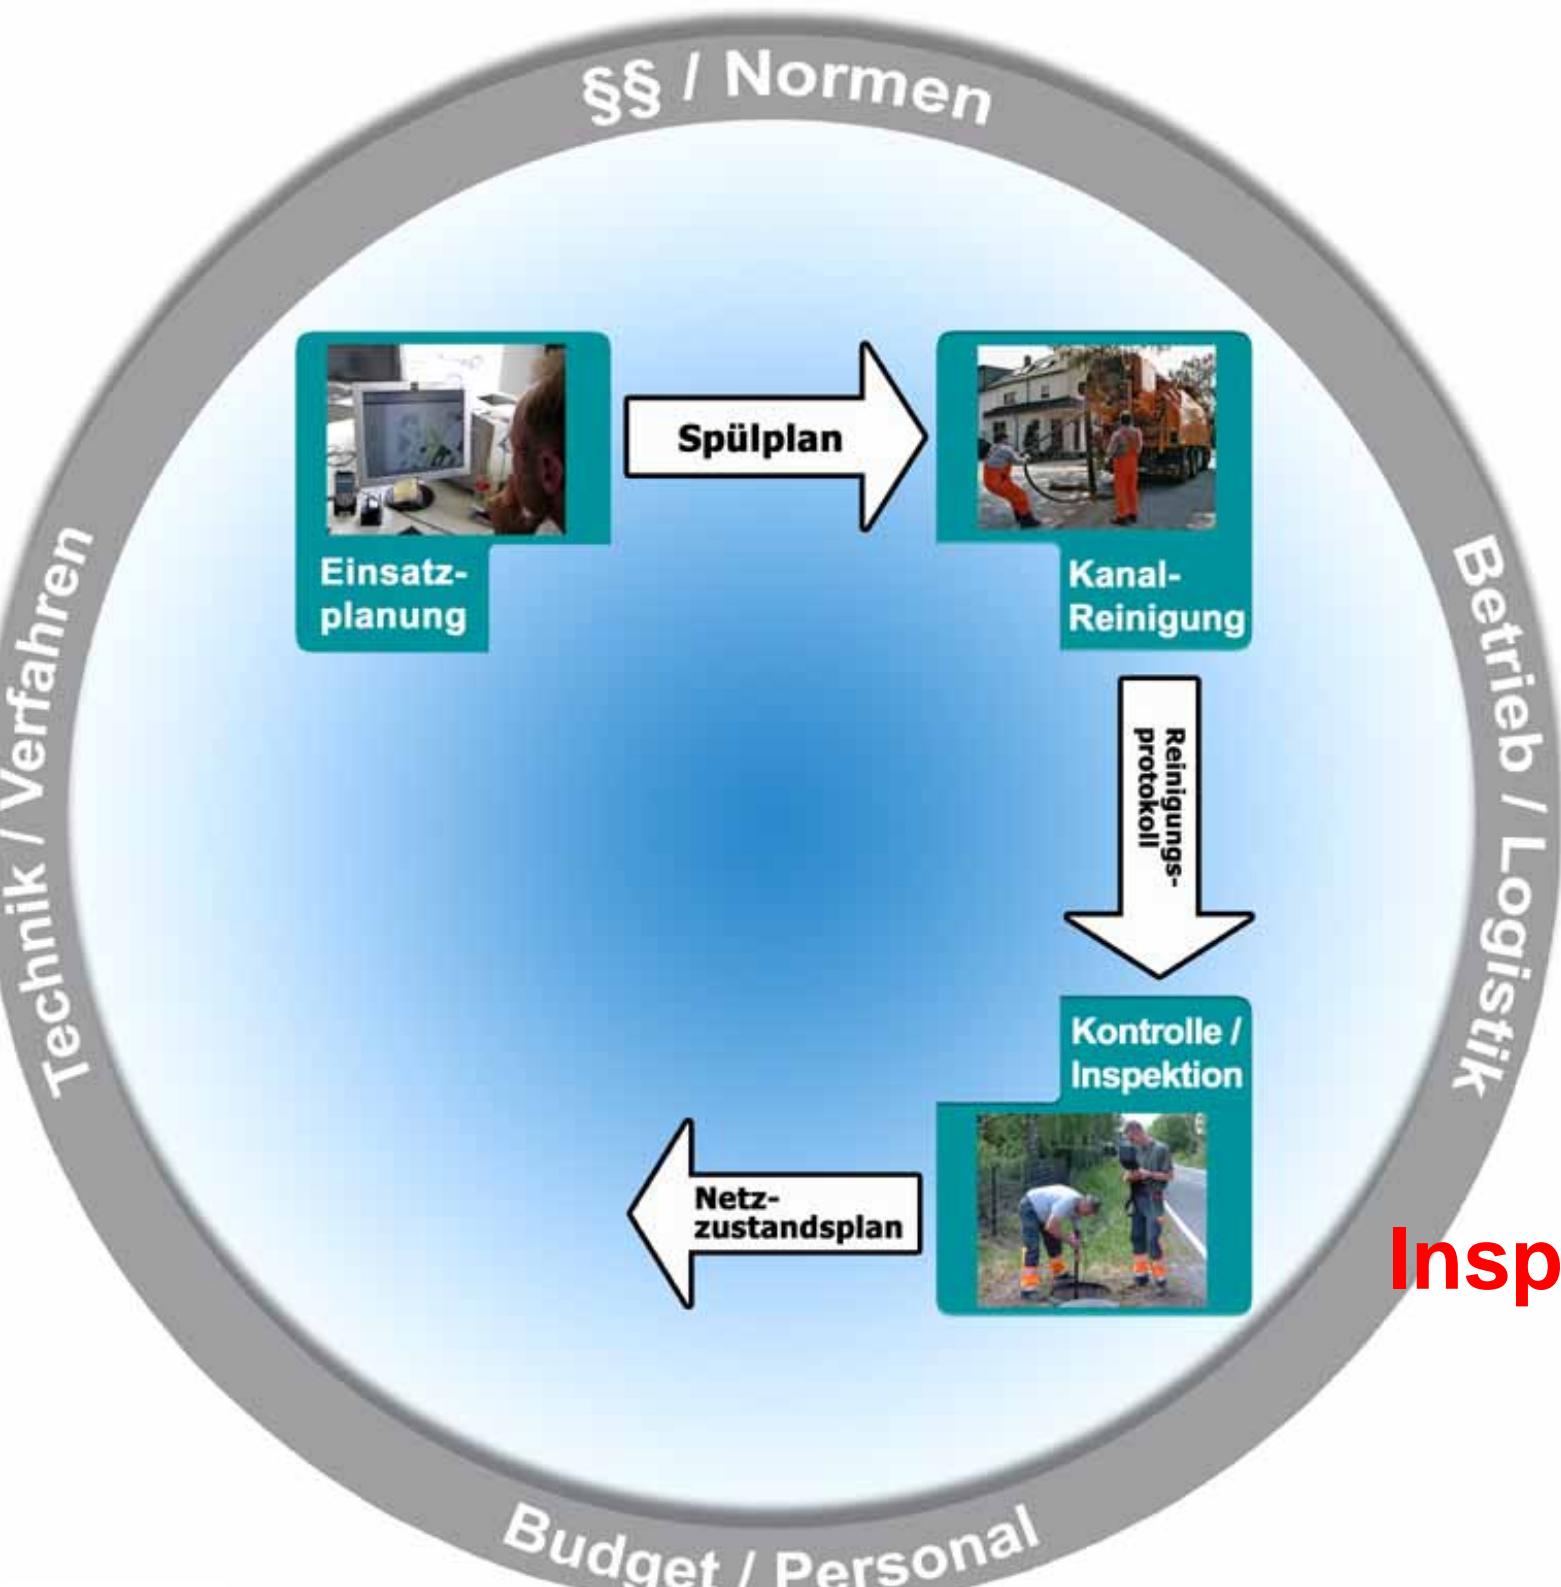 §§ / Normen
Spülplan
Einsatz-
planung
Kanal-
Reinigung
Technik / Verfahren
Betrieb / Logistik
Reinigungs-
protokoll
Kontrolle /
Inspektion
Netz-
zustandsplan
Insp
Budget / Personal